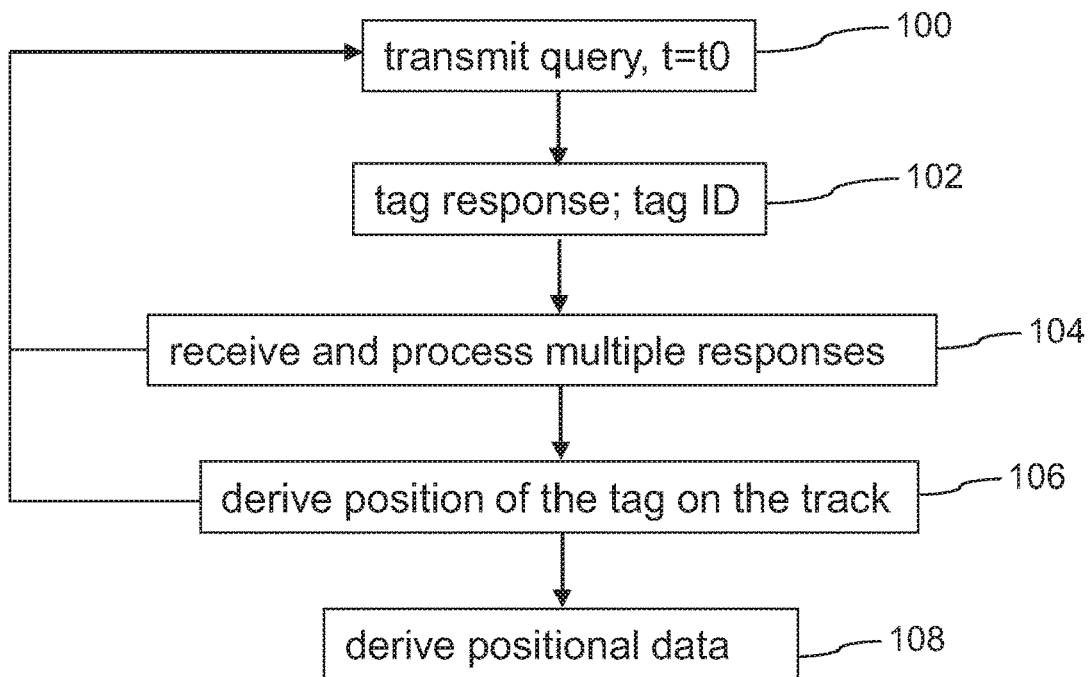 transmit query, t=t0
100
tag response; tag ID
102
receive and process multiple responses
104
derive position of the tag on the track
106
derive positional data
108